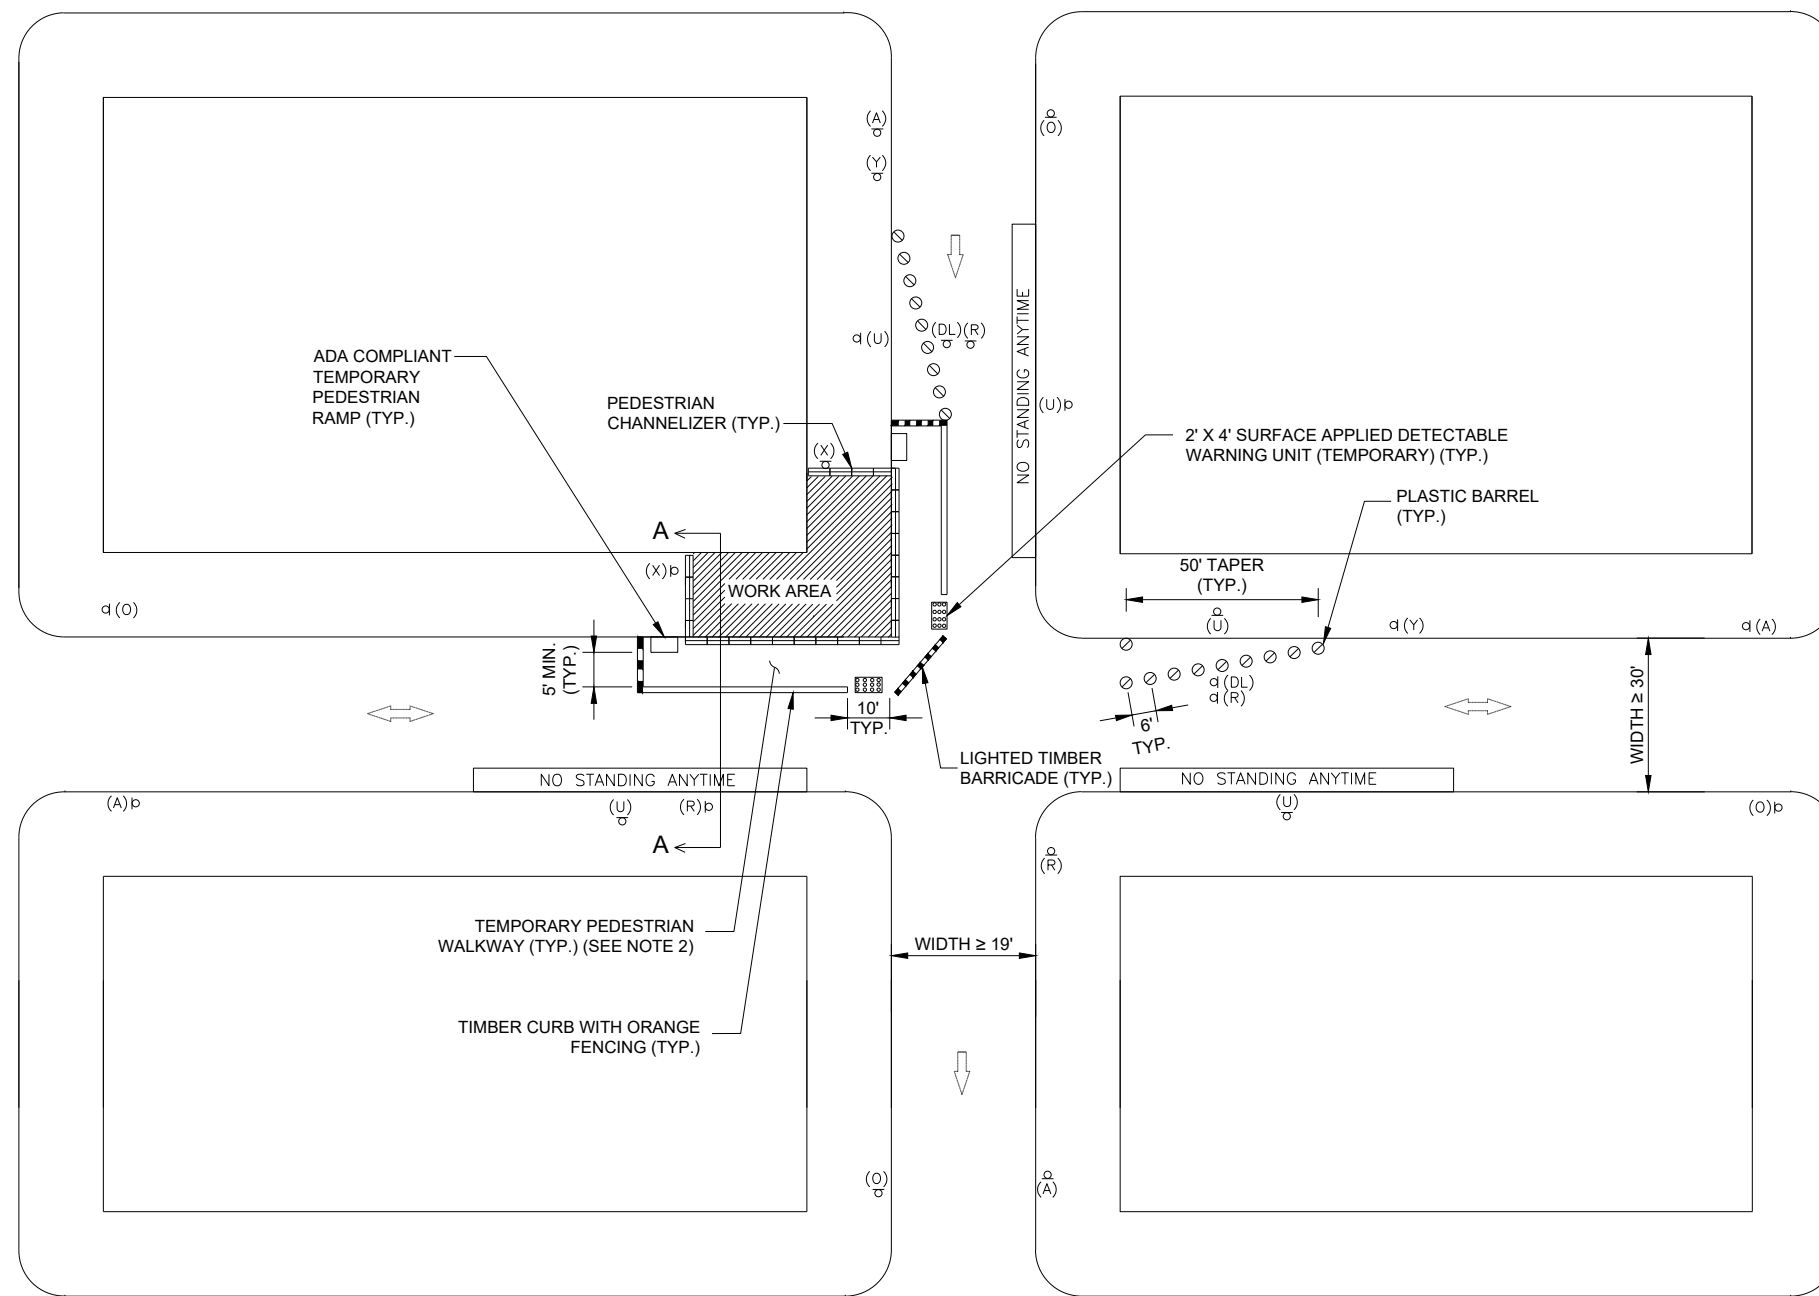 (A)
(O)
(Y)
(DL)(R)
(U)
NO STANDING ANYTIME
(U)
ADA COMPLIANT
TEMPORARY
PEDESTRIAN
RAMP (TYP.)
PEDESTRIAN
CHANNELIZER (TYP.)
(X)
2' X 4' SURFACE APPLIED DETECTABLE
WARNING UNIT (TEMPORARY) (TYP.)
PLASTIC BARREL
(TYP.)
A
(X)
WORK AREA
50' TAPER
(TYP.)
(O)
(U)
(Y)
(A)
5' MIN.
(TYP.)
(DL)
(R)
10'
TYP.
6'
TYP.
WIDTH ≥ 30'
LIGHTED TIMBER
BARRICADE (TYP.)
NO STANDING ANYTIME
NO STANDING ANYTIME
(A)
(U)
(R)
(U)
(O)
A
(R)
TEMPORARY PEDESTRIAN
WALKWAY (TYP.) (SEE NOTE 2)
WIDTH ≥ 19'
TIMBER CURB WITH ORANGE
FENCING (TYP.)
(O)
(A)